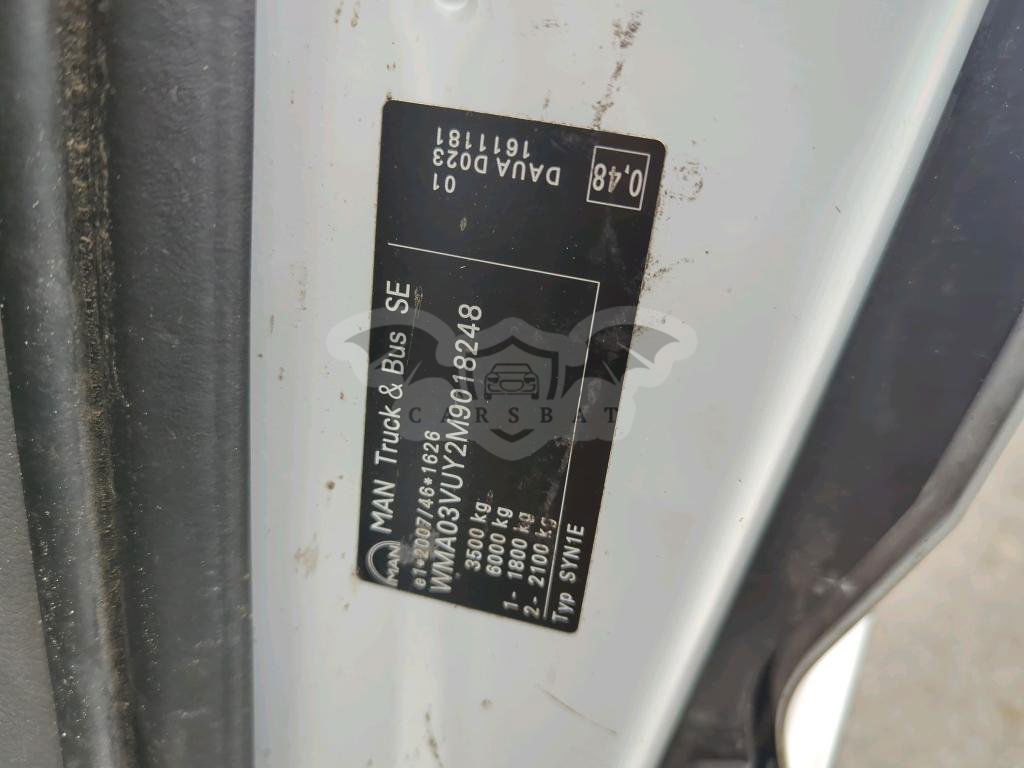 MAN
MAN Truck & Bus SE
e1*2007/46*1626
WMA03VUY2M9018248
3500 kg
6000 kg
1- 1800 kg
2- 2100 kg
Typ SYN1E
01
DAUA D023
1611181
0,48
CARSBAT